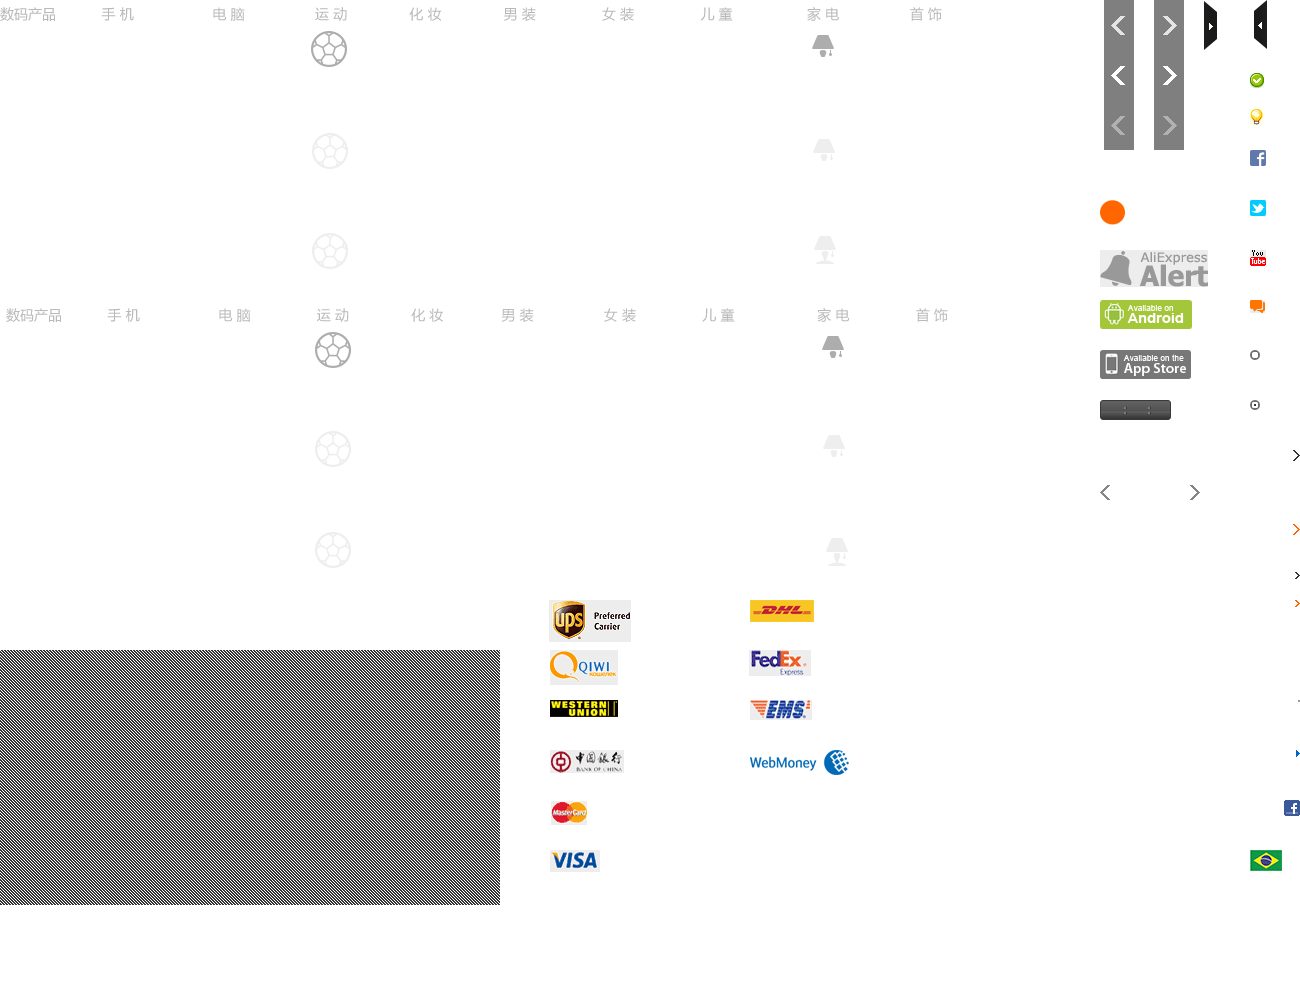 数码产品 手机 电脑 运动 化妆 男装 女装 儿童 家电 首饰
AliExpress
Alert
You
Tube
数码产品 手机 电脑 运动 化妆 男装 女装 儿童 家电 首饰
Available on
Android
Available on the
App Store
ups Preferred
Carrier
DHL
QIWI
КОШЕЛЕК
FedEx
Express
WESTERN
UNION
EMS
中国银行
BANK OF CHINA
WebMoney
MasterCard
VISA